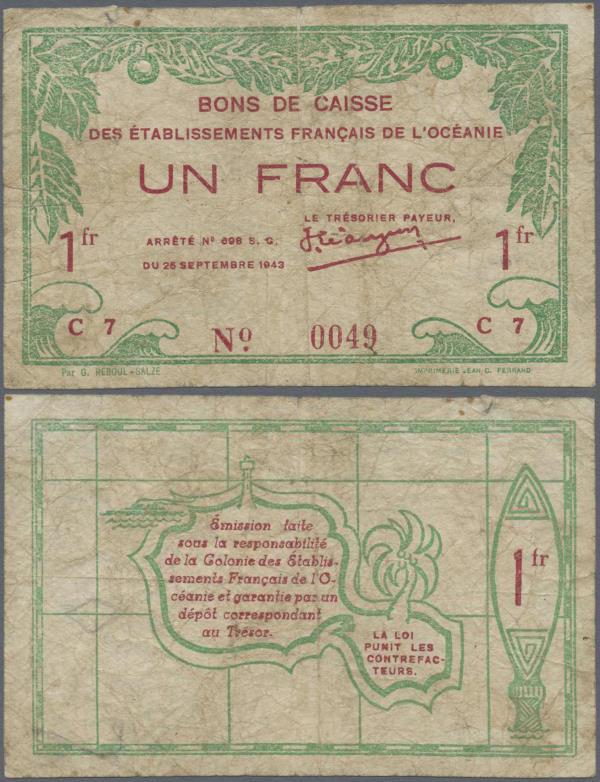 BONS DE CAISSE
DES ÉTABLISSEMENTS FRANÇAIS DE L'OCÉANIE
UN FRANC
LE TRÉSORIER PAYEUR,
1fr
ARRÊTÉ Nº 698 S. G.
DU 25 SEPTEMBRE 1943
1fr
C 7
Nº 0049
C 7
Par G. REBOUL-SALZE
IMPRIMERIE JEAN C. FERRAND
Émission faite
sous la responsabilité
de la Colonie des Établis-
sements Français de l'O-
céanie et garantie par un
dépôt correspondant
au Trésor.
1fr
LA LOI
PUNIT LES
CONTREFAC-
TEURS.